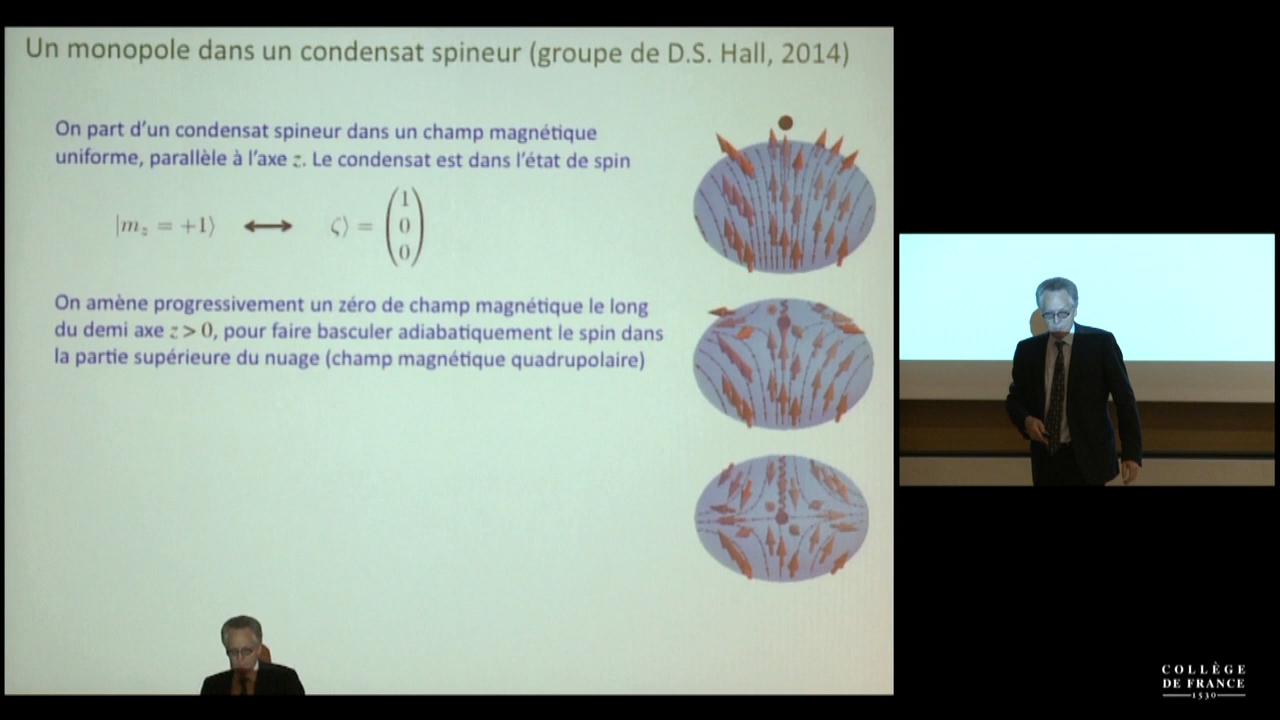 Un monopole dans un condensat spineur (groupe de D.S. Hall, 2014)
On part d'un condensat spineur dans un champ magnétique
uniforme, parallèle à l'axe z. Le condensat est dans l'état de spin
|m_z = +1⟩ ⟷ ζ⟩ = (1 0 0)
On amène progressivement un zéro de champ magnétique le long
du demi axe z > 0, pour faire basculer adiabatiquement le spin dans
la partie supérieure du nuage (champ magnétique quadrupolaire)
COLLÈGE
DE FRANCE
1530